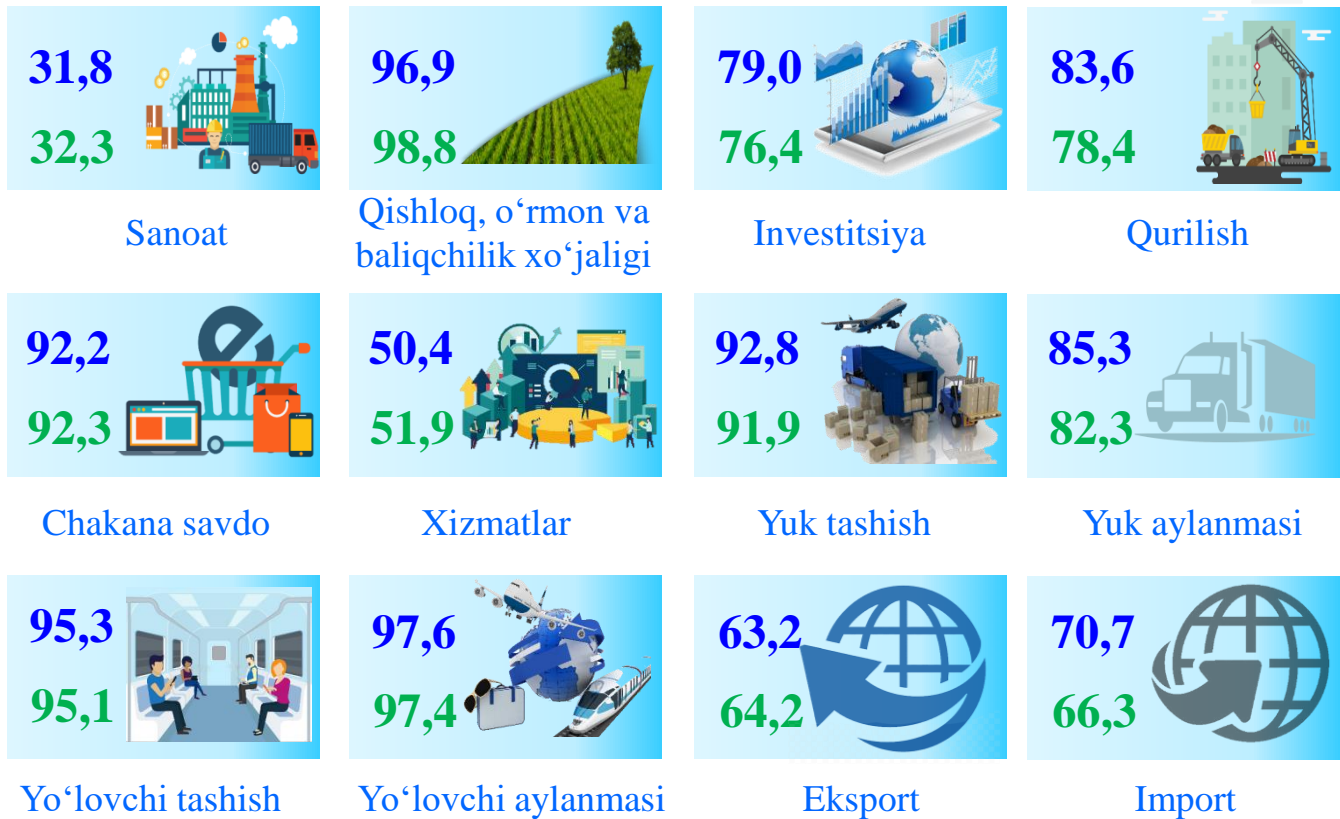 31,8
32,3
Sanoat
96,9
98,8
Qishloq, o‘rmon va
baliqchilik xo‘jaligi
79,0
76,4
Investitsiya
83,6
78,4
Qurilish
92,2
92,3
Chakana savdo
50,4
51,9
Xizmatlar
92,8
91,9
Yuk tashish
85,3
82,3
Yuk aylanmasi
95,3
95,1
Yo‘lovchi tashish
97,6
97,4
Yo‘lovchi aylanmasi
63,2
64,2
Eksport
70,7
66,3
Import